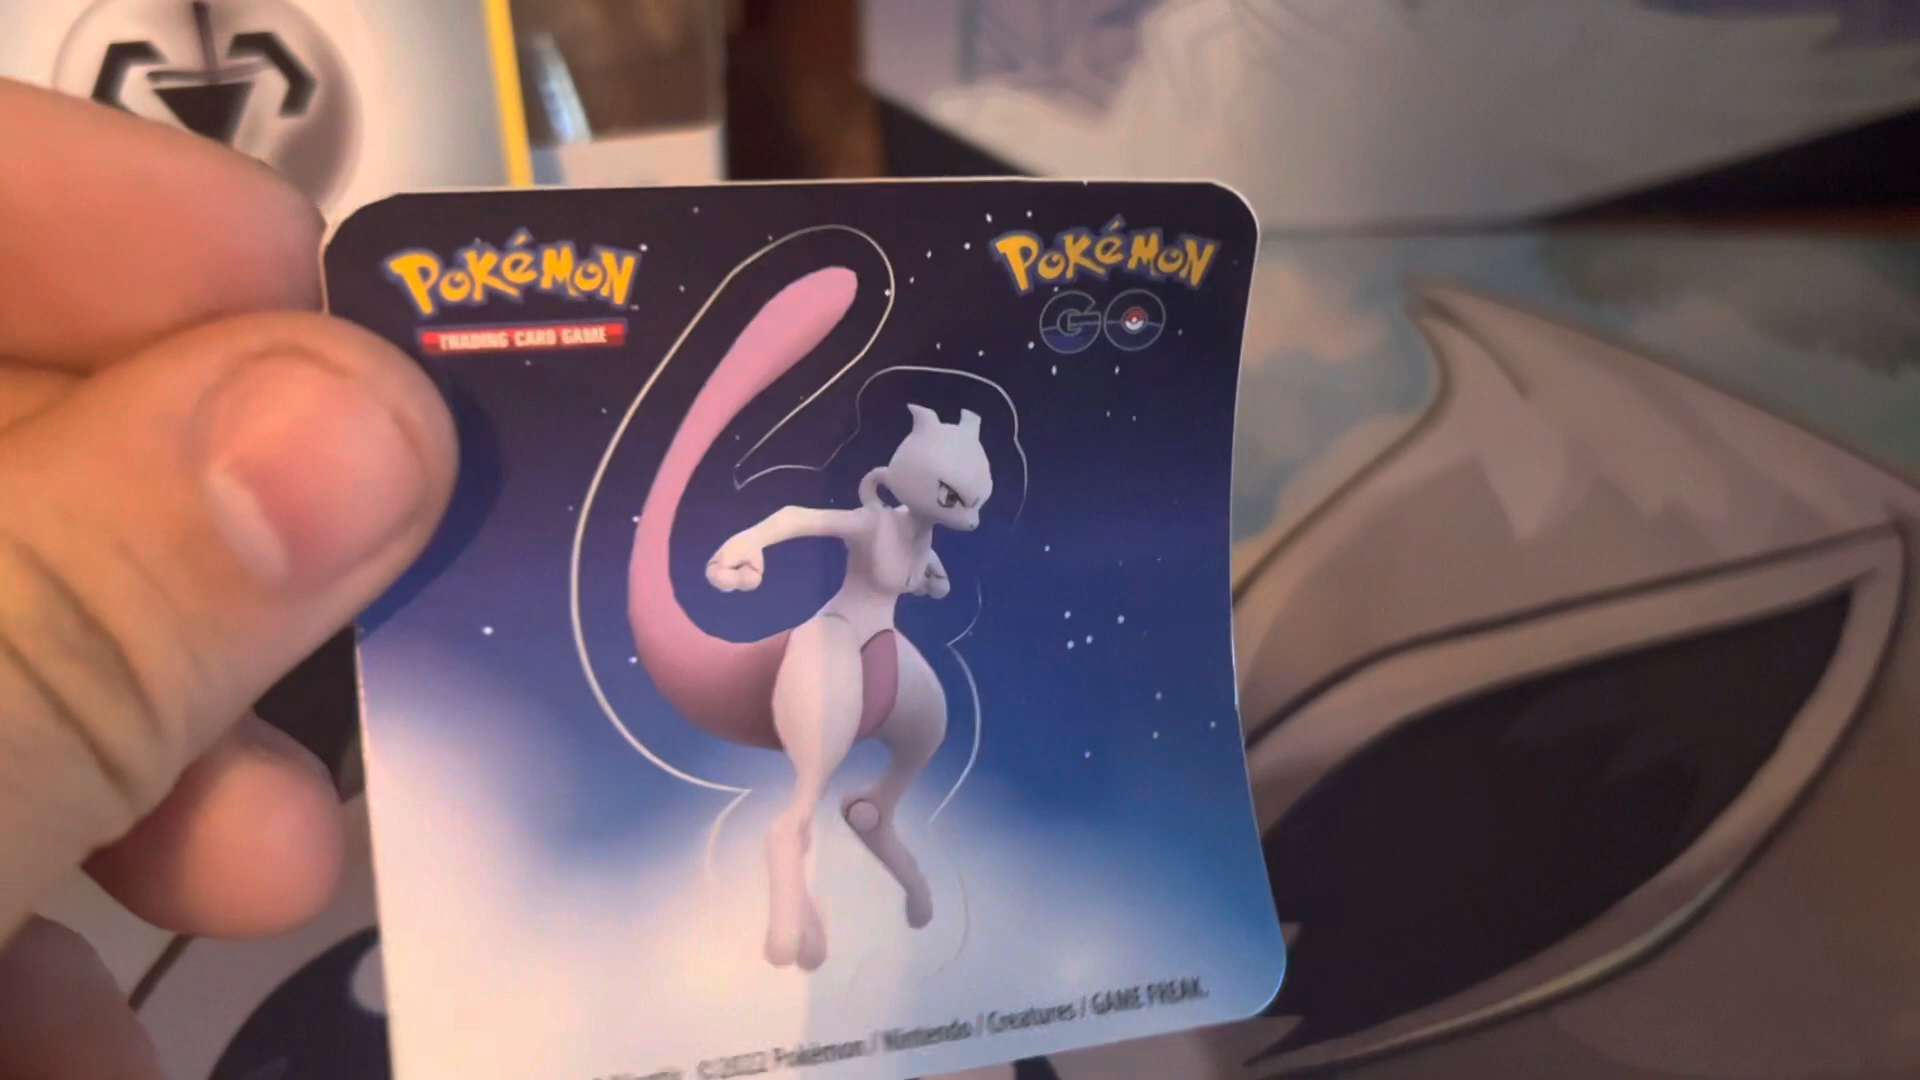 POKéMON
TRADING CARD GAME
POKéMON
GO
©2022 Pokémon / Nintendo / Creatures / GAME FREAK.